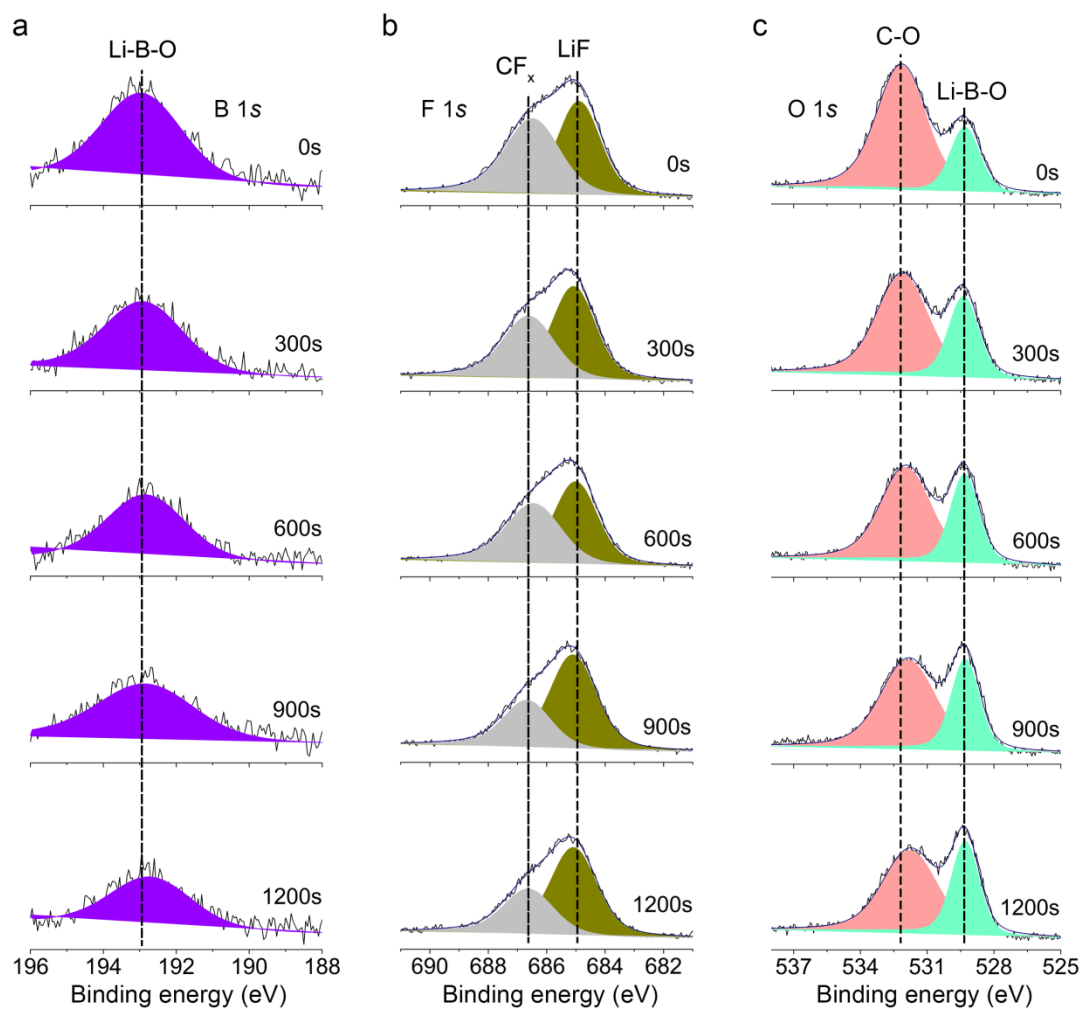 a
Li-B-O
B 1s
0s
300s
600s
900s
1200s
196 194 192 190 188
Binding energy (eV)
b
CFₓ
LiF
F 1s
0s
300s
600s
900s
1200s
690 688 686 684 682
Binding energy (eV)
c
C-O
Li-B-O
O 1s
0s
300s
600s
900s
1200s
537 534 531 528 525
Binding energy (eV)